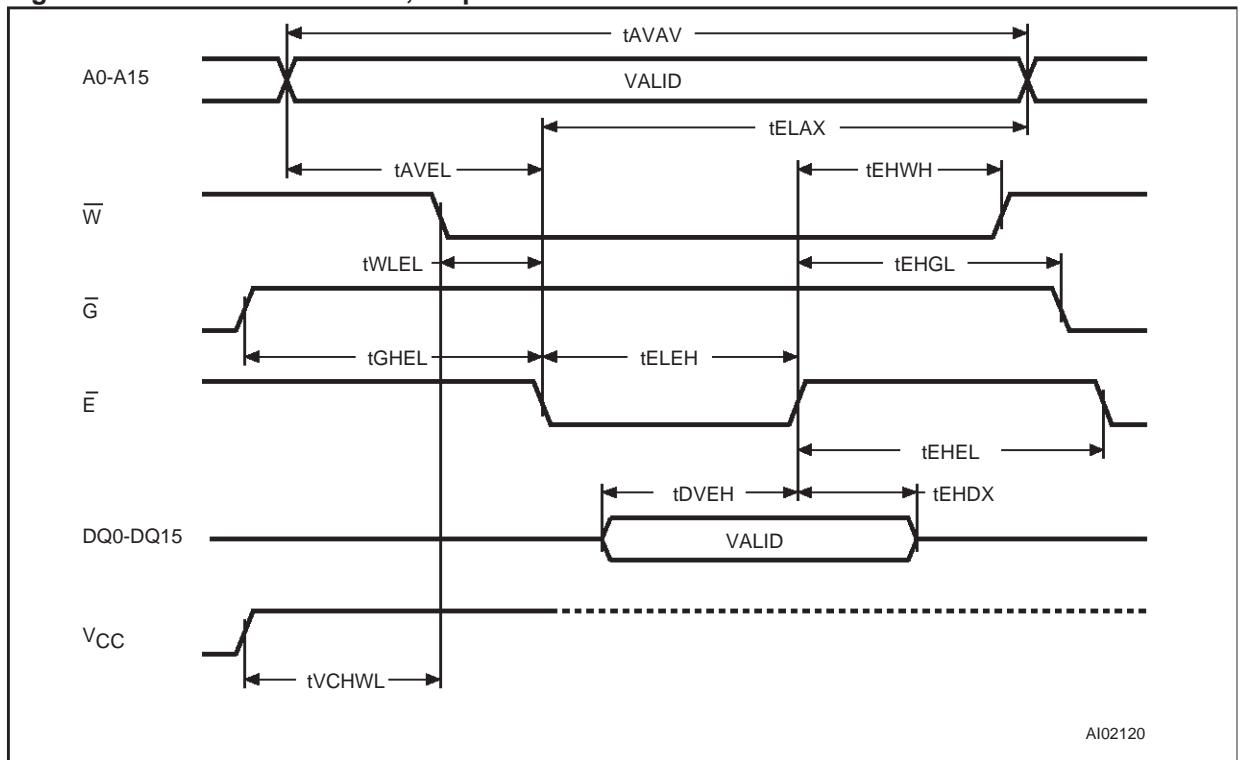 tAVAV
A0-A15
VALID
tELAX
tAVEL
tEHWH
W
tWLEL
tEHGL
G
tGHEL
tELEH
E
tEHEL
tDVEH
tEHDX
DQ0-DQ15
VALID
VCC
tVCHWL
AI02120